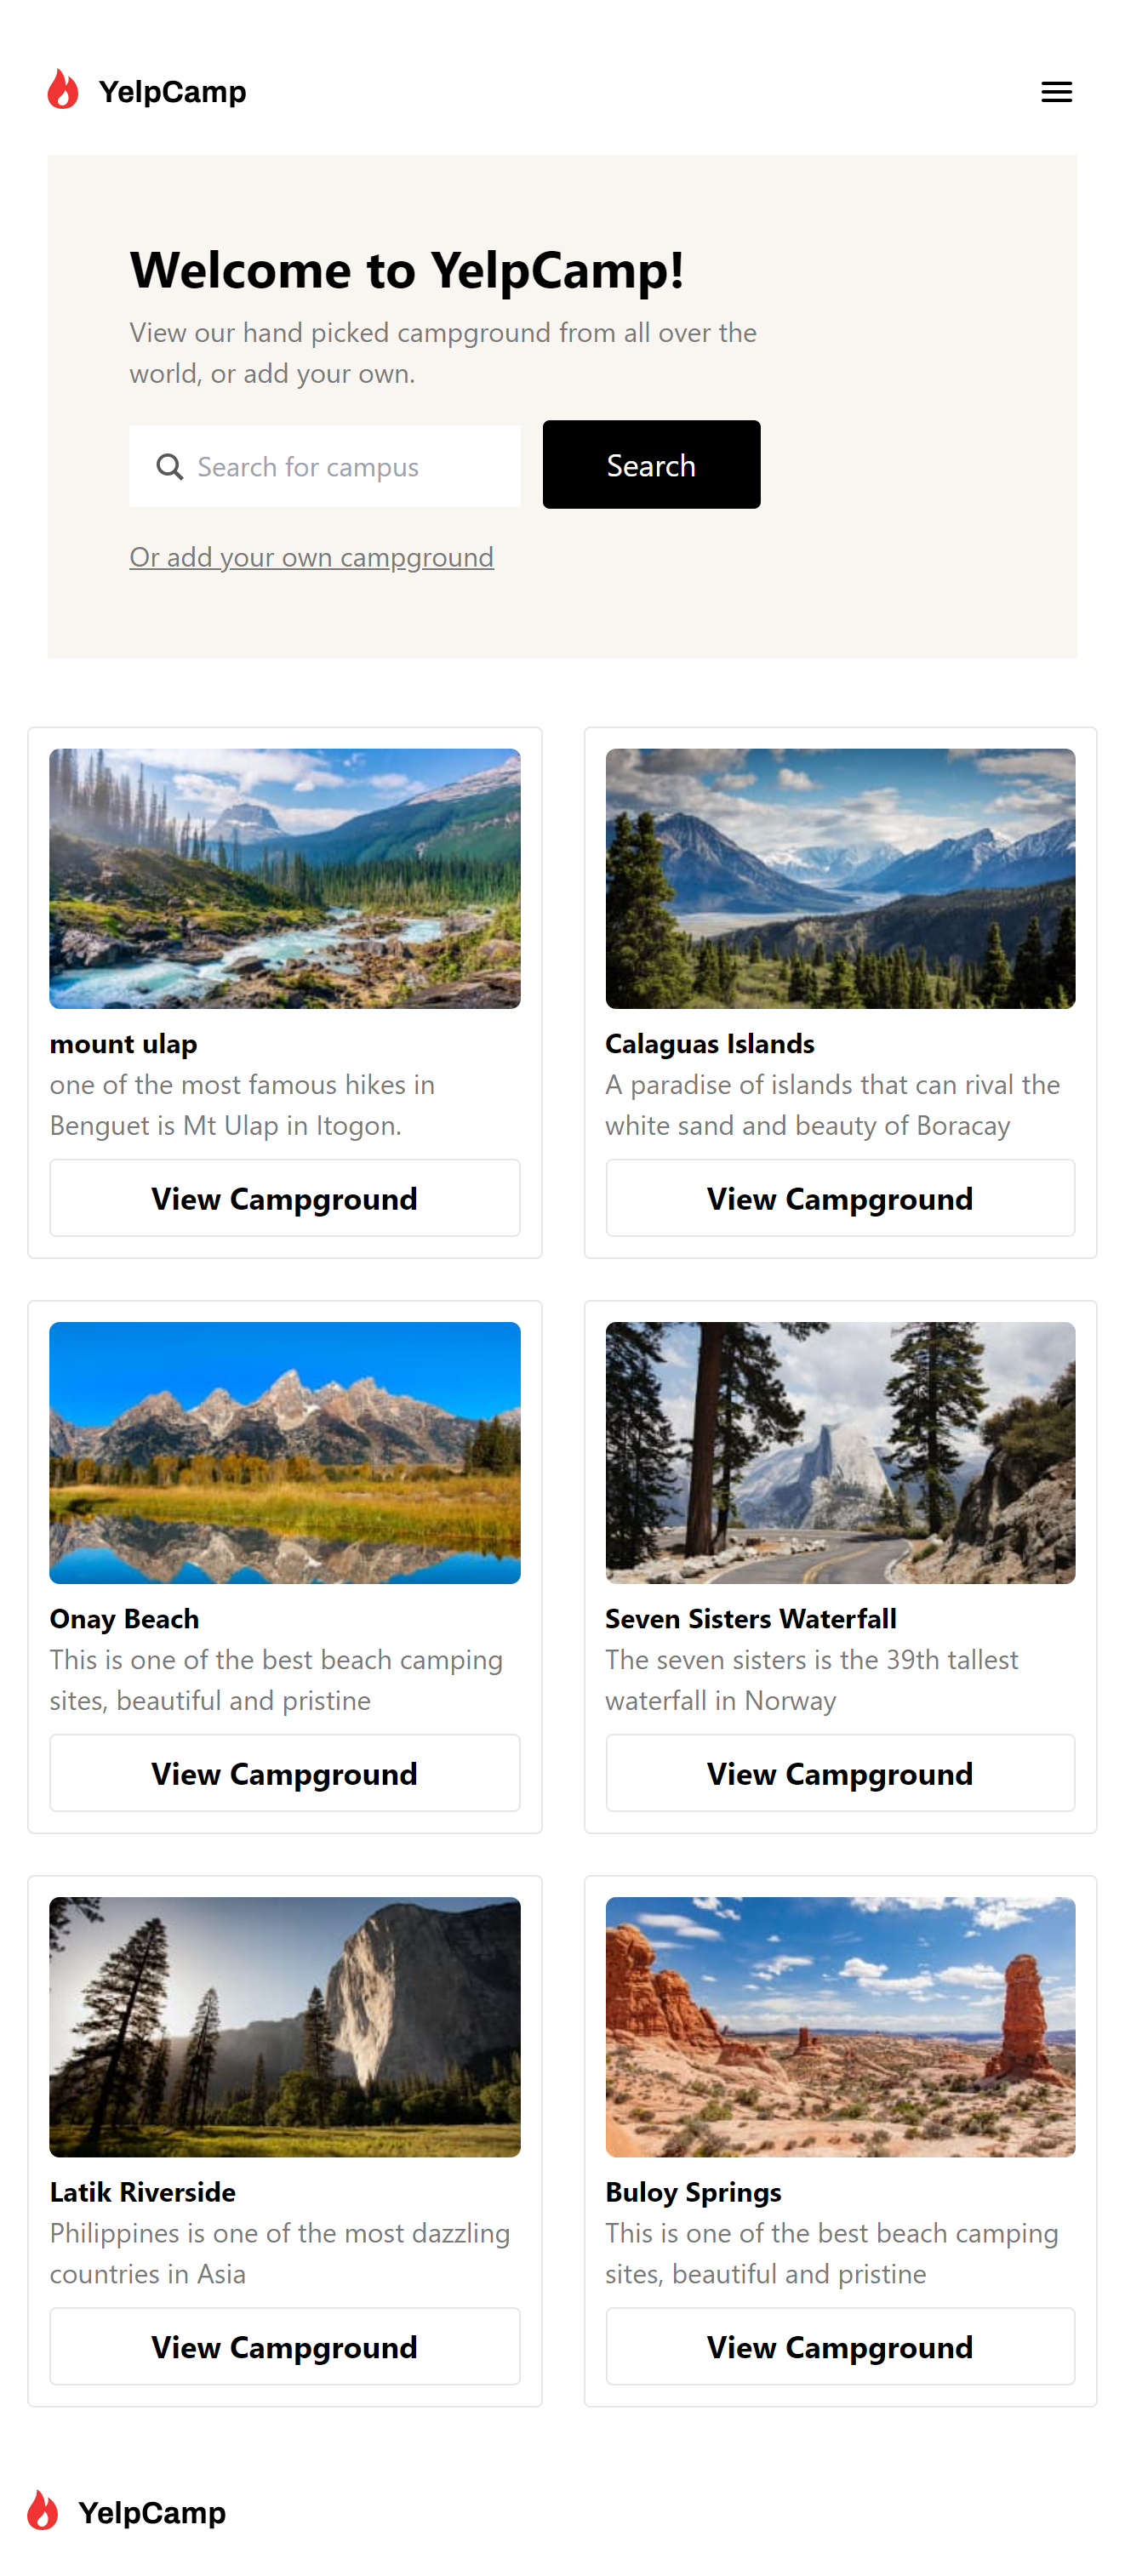 YelpCamp
Welcome to YelpCamp!
View our hand picked campground from all over the
world, or add your own.
Search for campus
Search
Or add your own campground
mount ulap
one of the most famous hikes in
Benguet is Mt Ulap in Itogon.
View Campground
Calaguas Islands
A paradise of islands that can rival the
white sand and beauty of Boracay
View Campground
Onay Beach
This is one of the best beach camping
sites, beautiful and pristine
View Campground
Seven Sisters Waterfall
The seven sisters is the 39th tallest
waterfall in Norway
View Campground
Latik Riverside
Philippines is one of the most dazzling
countries in Asia
View Campground
Buloy Springs
This is one of the best beach camping
sites, beautiful and pristine
View Campground
YelpCamp